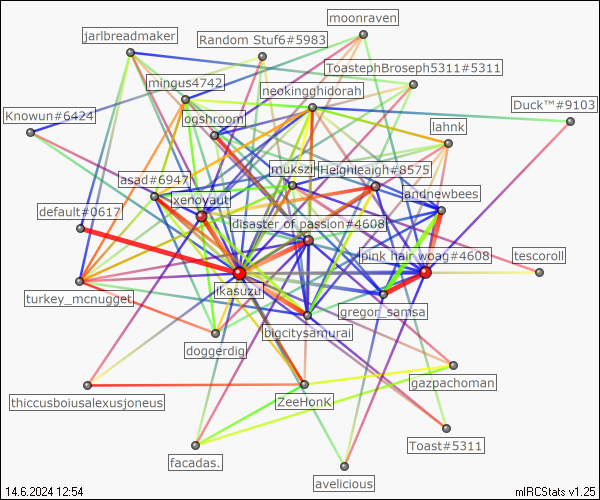 moonraven
jarlbreadmaker
Random Stuf6#5983
ToastephBroseph5311#5311
mingus4742
neokingghidorah
Duck™#9103
Knowun#6424
ogshroom
lahnk
mukszi
Heighleaigh#8575
asad#6947
xenoyaut
andnewbees
default#0617
disaster of passion#4608
pink hair woag#4608
tescoroll
ikasuzu
turkey_mcnugget
gregor_samsa
bigcitysamurai
doggerdig
gazpachoman
thiccusboiusalexusjoneus
ZeeHonK
Toast#5311
facadas.
avelicious
14.6.2024 12:54
mIRCStats v1.25